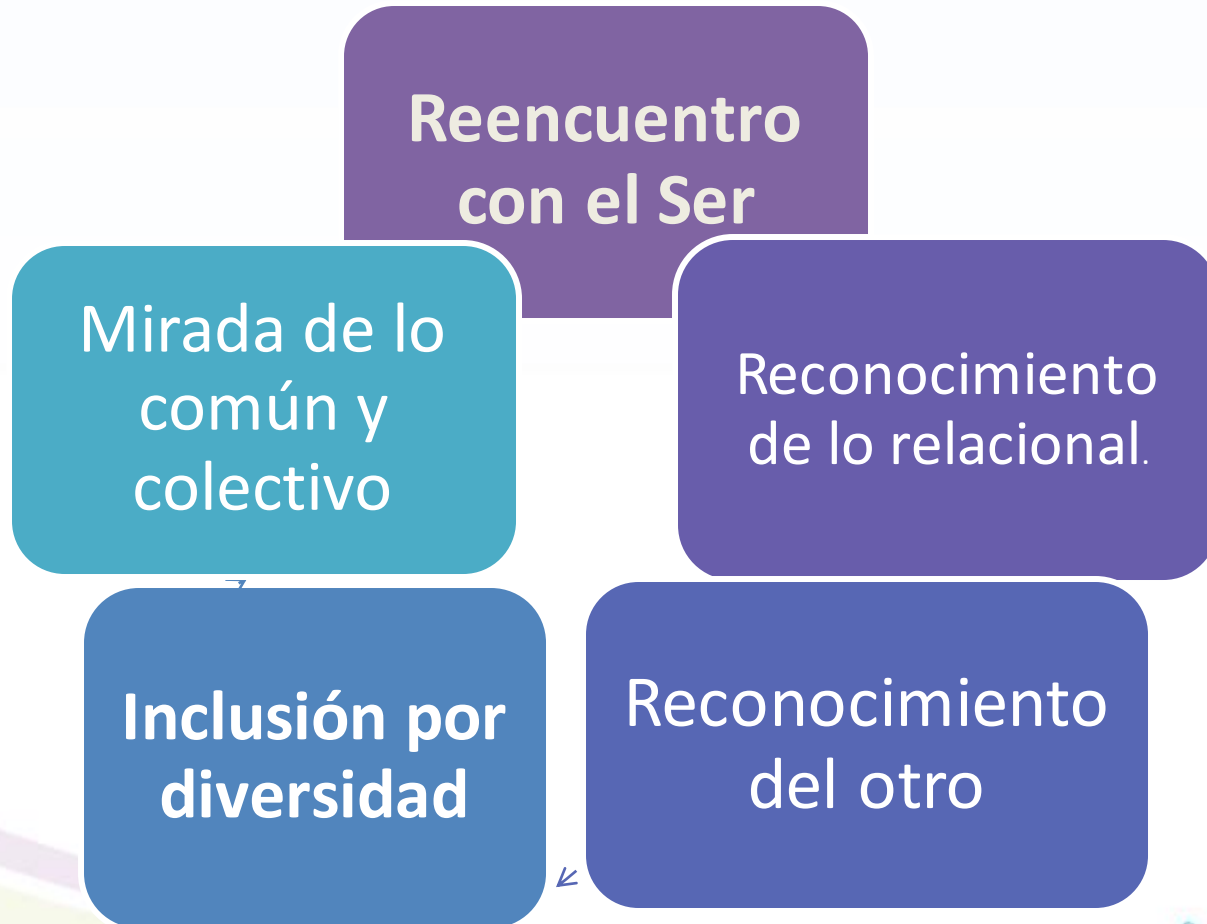 Reencuentro
con el Ser
Mirada de lo
común y
colectivo
Reconocimiento
de lo relacional.
Inclusión por
diversidad
Reconocimiento
del otro